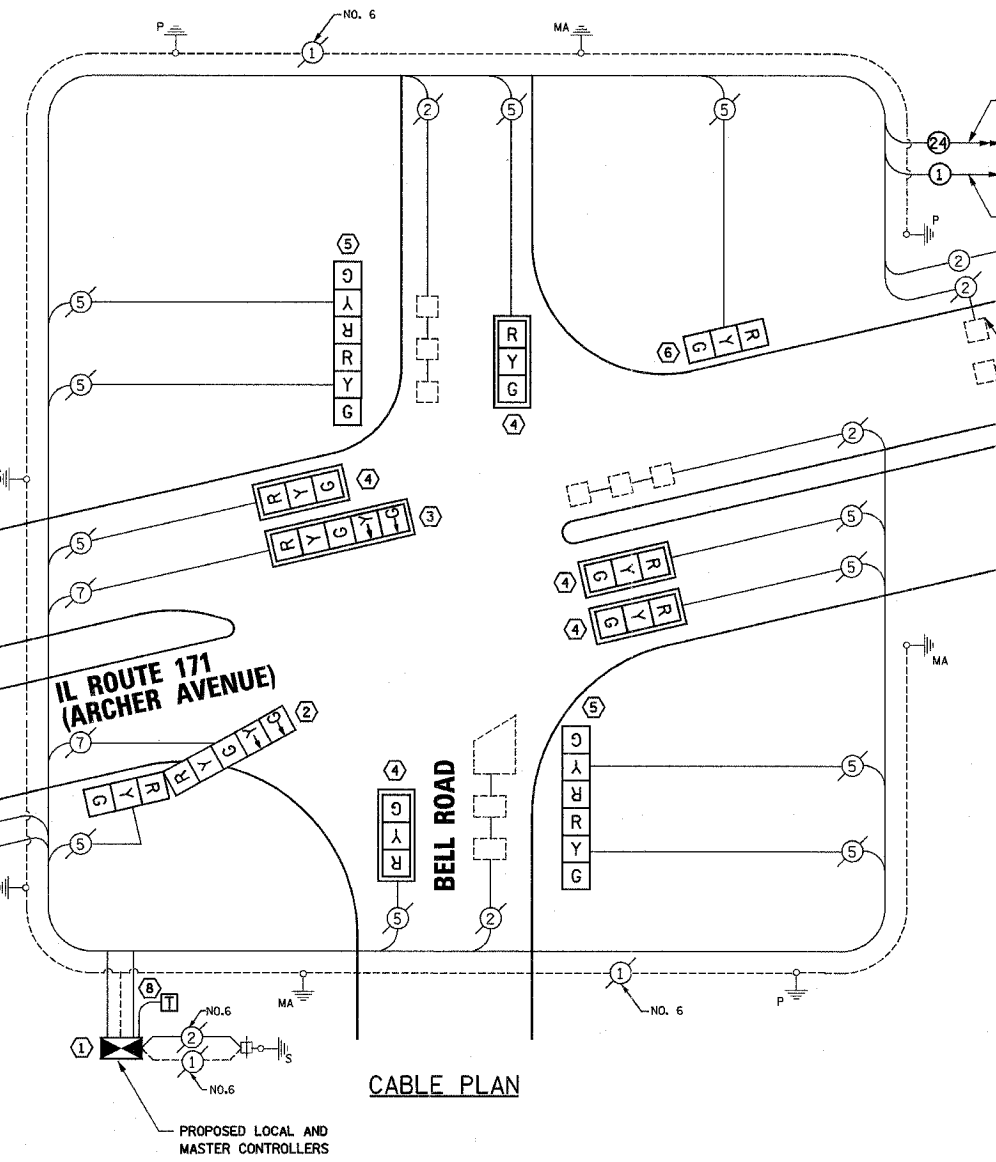 NO. 6
P
1
MA
2
5
5
24
1
P
2
2
5
G
Y
R
R
Y
G
5
5
R
Y
G
4
6
G
Y
R
2
R
Y
G
4
R
Y
G
Y
G
3
5
7
5
5
4
G
Y
R
4
G
Y
R
MA
IL ROUTE 171
(ARCHER AVENUE)
7
R
Y
G
Y
G
2
G
Y
R
5
4
G
Y
R
5
BELL ROAD
2
5
G
Y
R
R
Y
G
5
5
MA
1
NO. 6
P
8
T
1
NO.6
2
1
NO.6
S
CABLE PLAN
PROPOSED LOCAL AND
MASTER CONTROLLERS